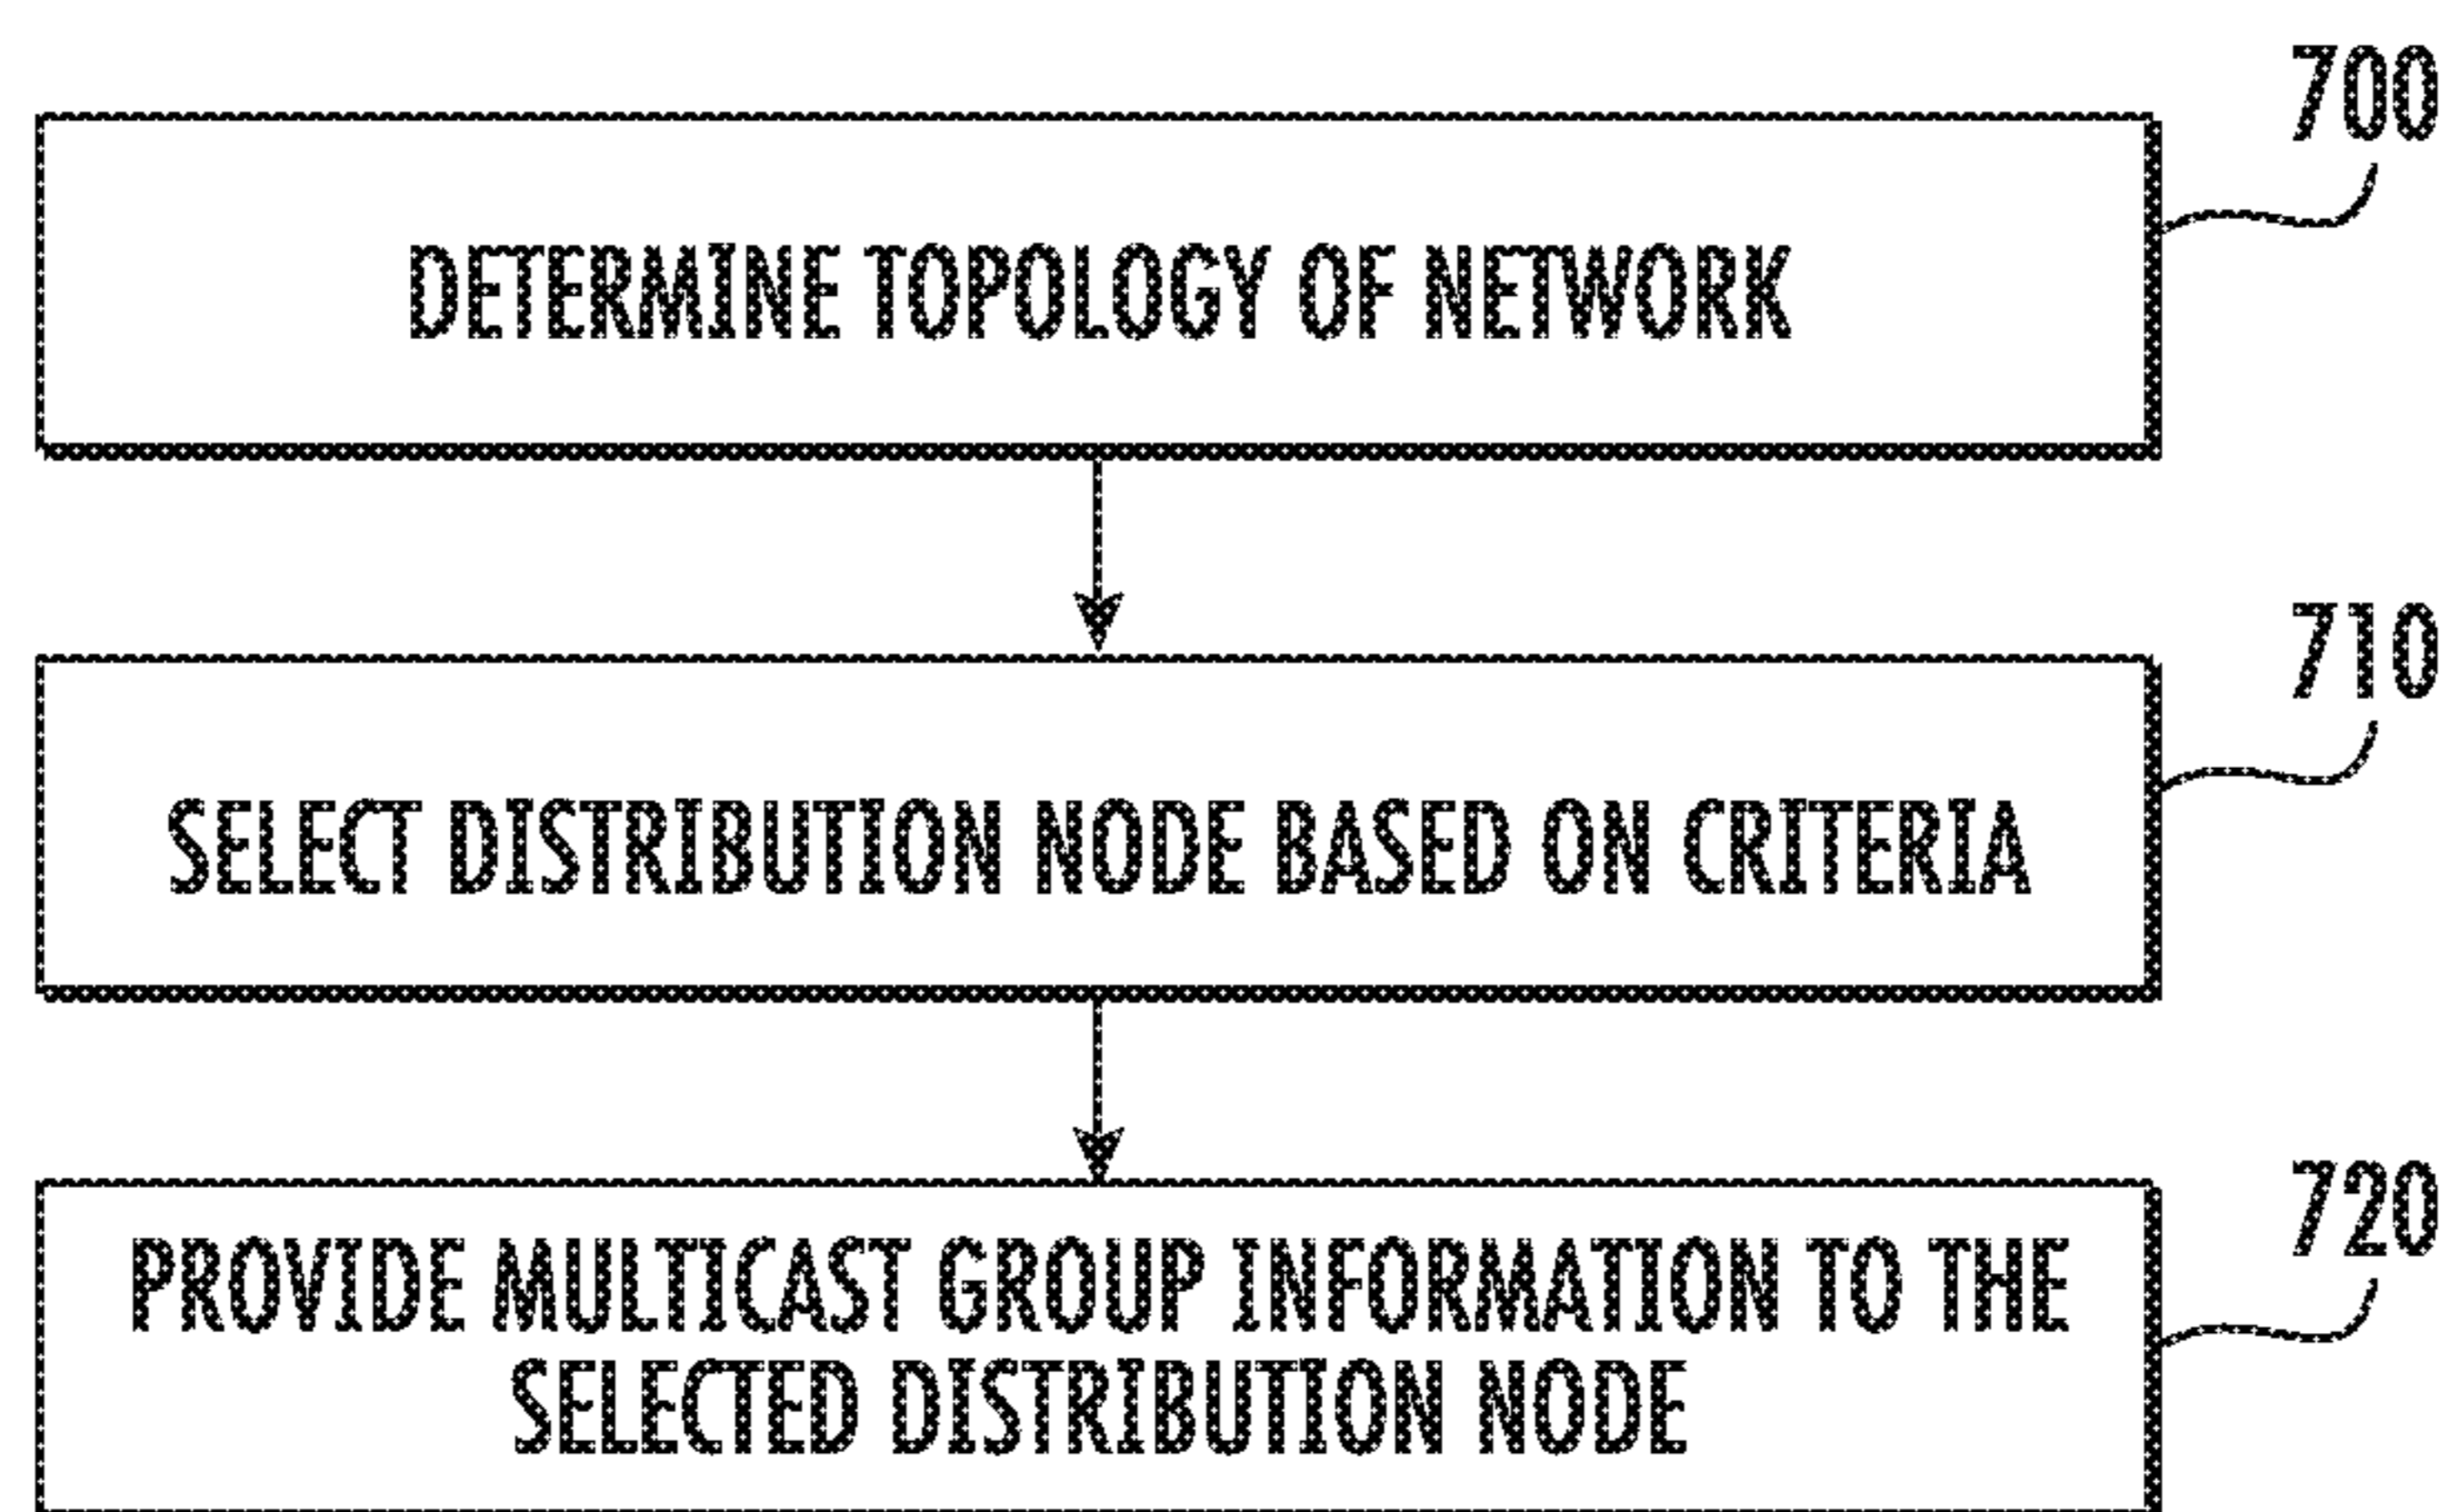 700
DETERMINE TOPOLOGY OF NETWORK
710
SELECT DISTRIBUTION NODE BASED ON CRITERIA
720
PROVIDE MULTICAST GROUP INFORMATION TO THE
SELECTED DISTRIBUTION NODE